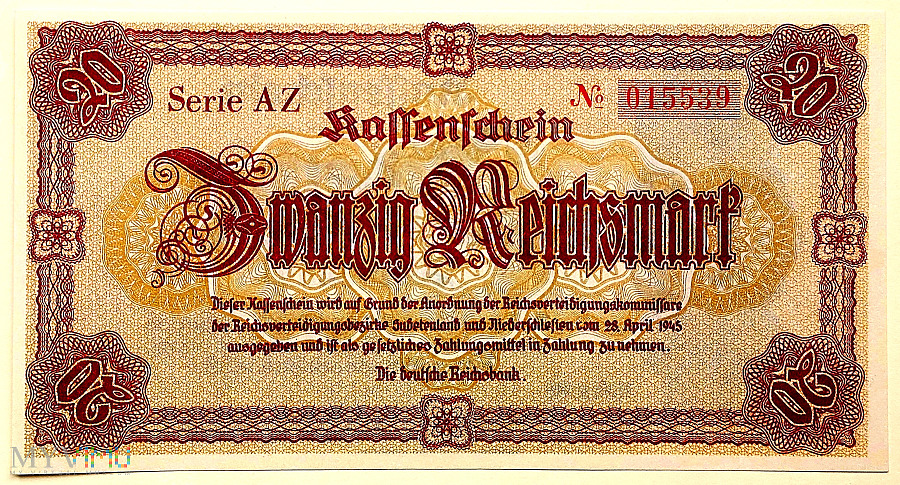 20 20
Serie AZ № 015539
Kassenschein
Zwanzig Reichsmark
Dieser Kassenschein wird auf Grund der Anordnung der Reichsverteidigungskommissare
der Reichsverteidigungsbezirke Sudetenland und Niederschlesien vom 28. April 1945
ausgegeben und ist als gesetzliches Zahlungsmittel in Zahlung zu nehmen.
Die deutsche Reichsbank.
20 20